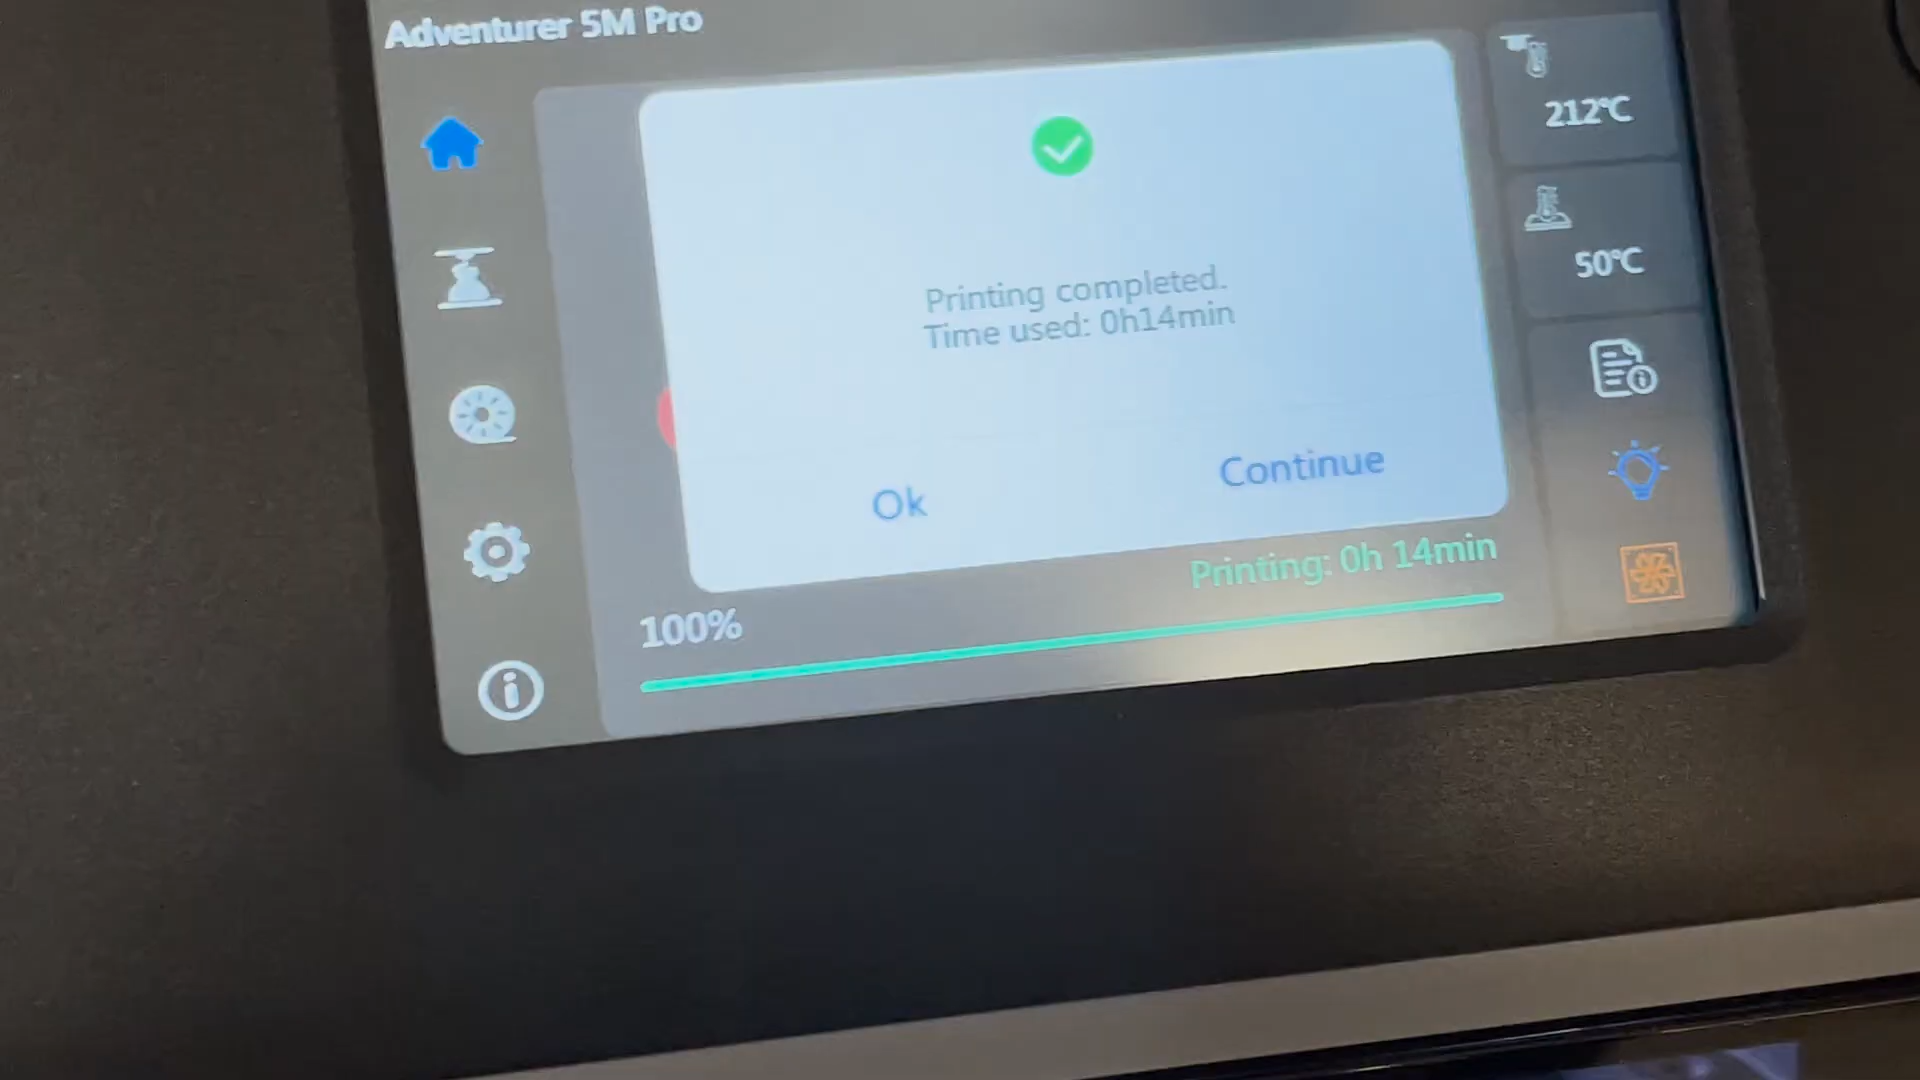 Adventurer 5M Pro
212℃
50℃
Printing completed.
Time used: 0h14min
Ok
Continue
Printing: 0h 14min
100%